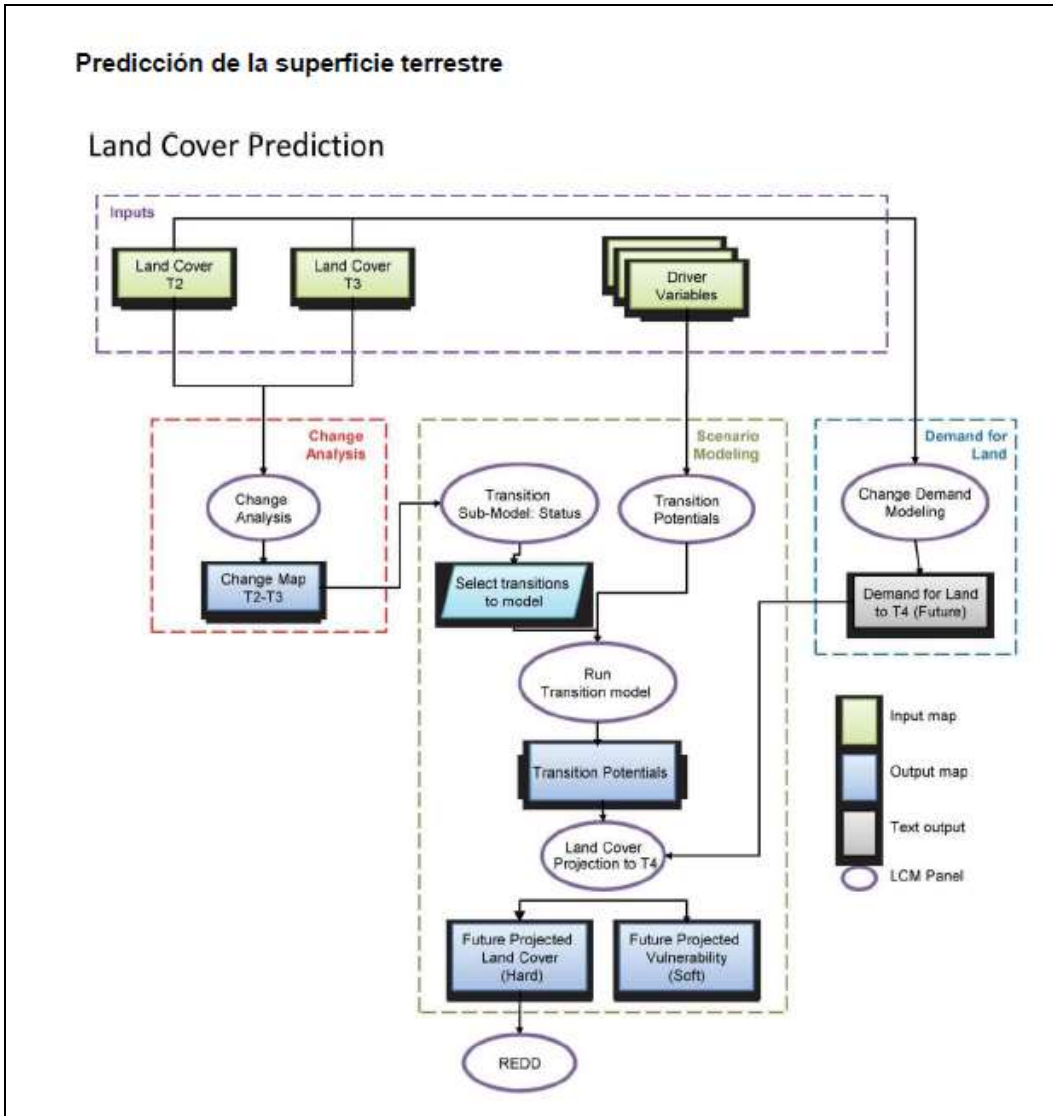 Predicción de la superficie terrestre
Land Cover Prediction
Inputs
Land Cover
T2
Land Cover
T3
Driver
Variables
Change
Analysis
Scenario
Modeling
Demand for
Land
Change
Analysis
Transition
Sub-Model: Status
Transition
Potentials
Change Demand
Modeling
Change Map
T2-T3
Select transitions
to model
Demand for Land
to T4 (Future)
Run
Transition model
Transition Potentials
Land Cover
Projection to T4
Future Projected
Land Cover
(Hard)
Future Projected
Vulnerability
(Soft)
REDD
Input map
Output map
Text output
LCM Panel